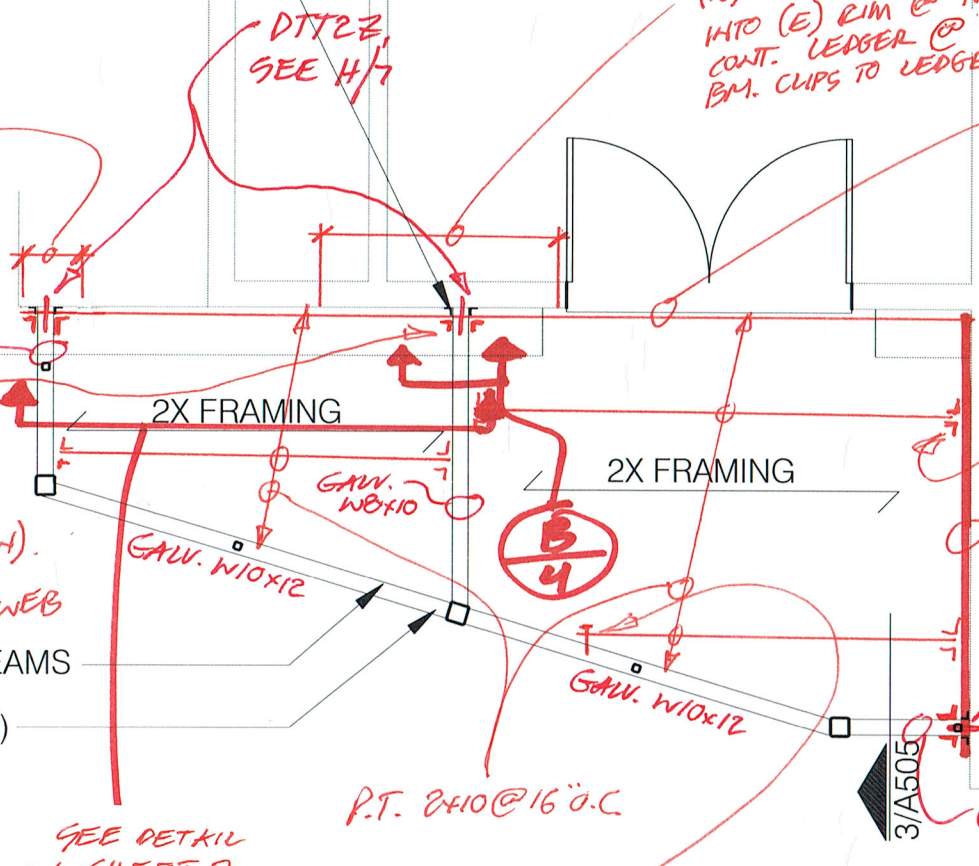 DTT2Z,
SEE H/7
INTO (E) RIM @
CONT. LEDGER @
BM. CLIPS TO LEDGE
2X FRAMING
2X FRAMING
GALV.
W8x10
B
4
GALV. W10x12
WEB
EAMS
)
GALV. W10x12
3/A505
P.T. 2x10 @ 16" O.C.
SEE DETAIL